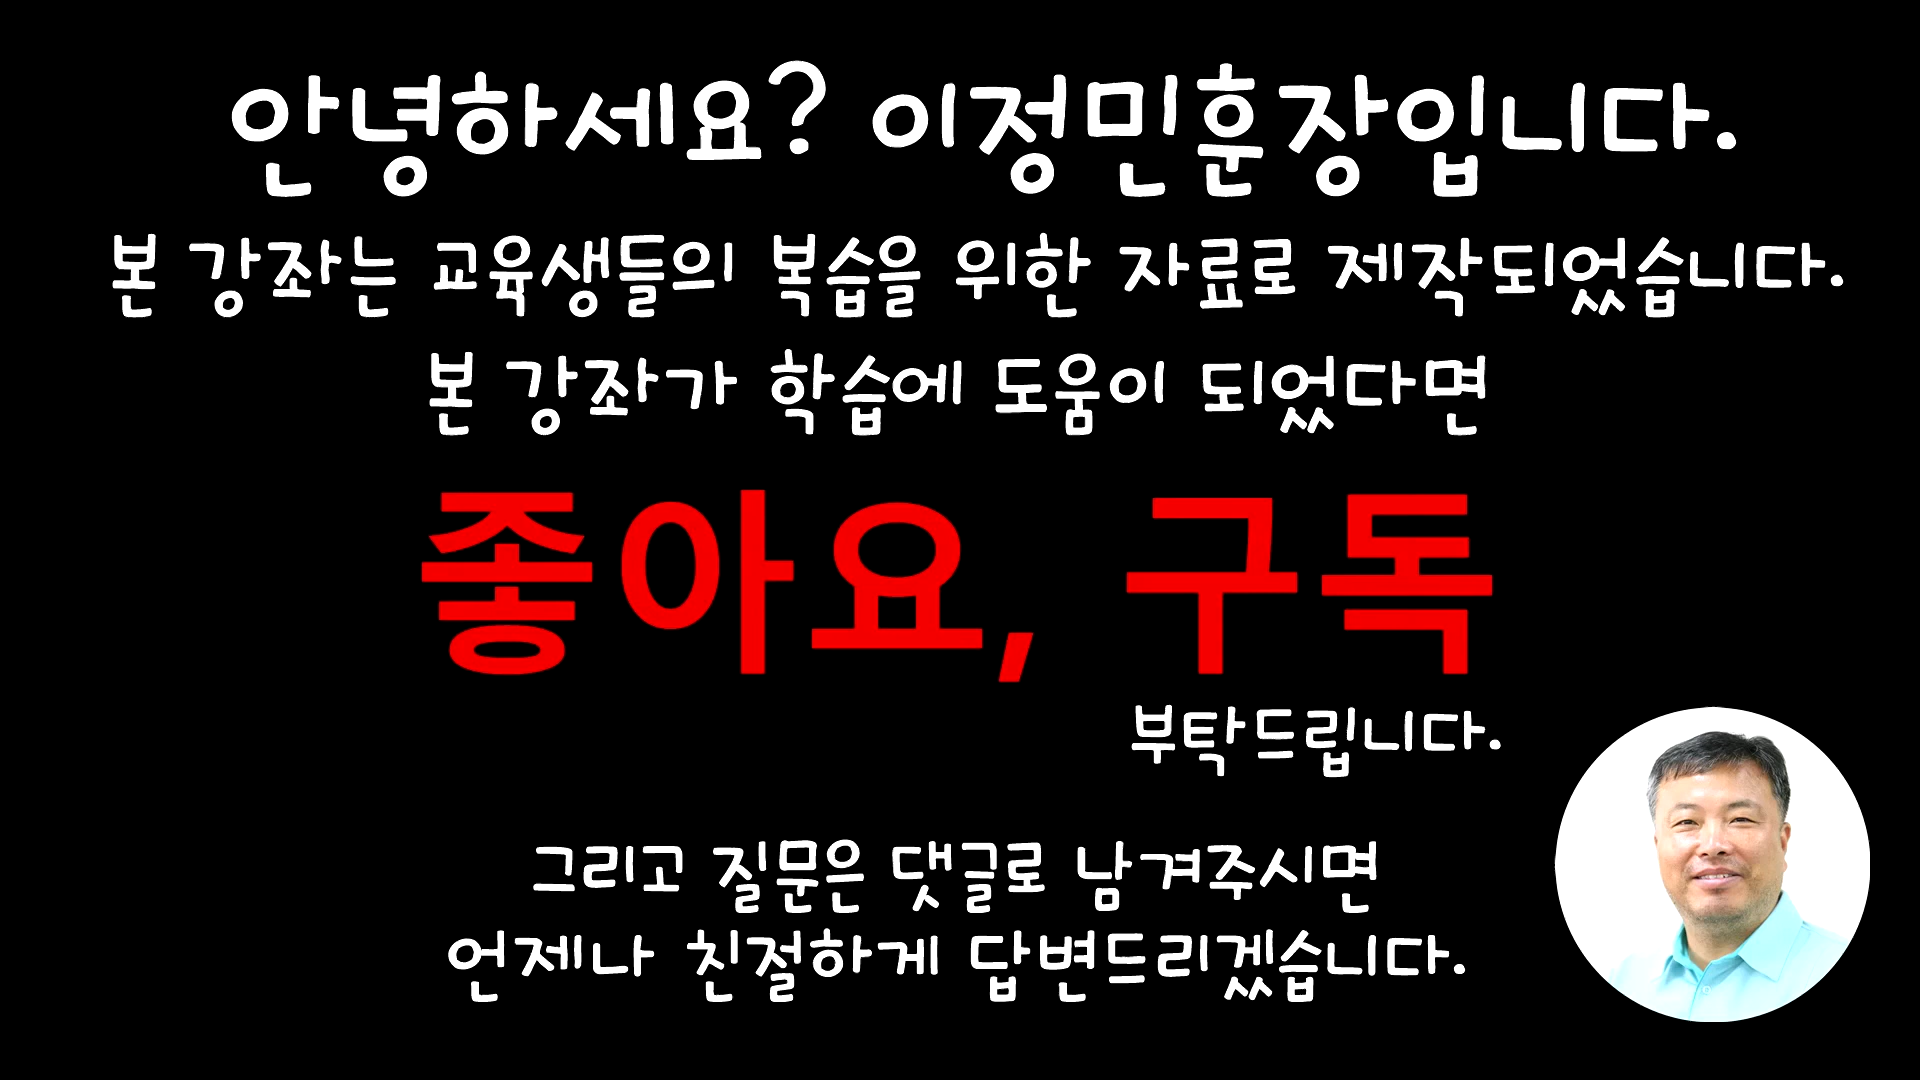 안녕하세요? 이정민훈장입니다.
본 강좌는 교육생들의 복습을 위한 자료로 제작되었습니다.
본 강좌가 학습에 도움이 되었다면
좋아요, 구독
부탁드립니다.
그리고 질문은 댓글로 남겨주시면
언제나 친절하게 답변드리겠습니다.